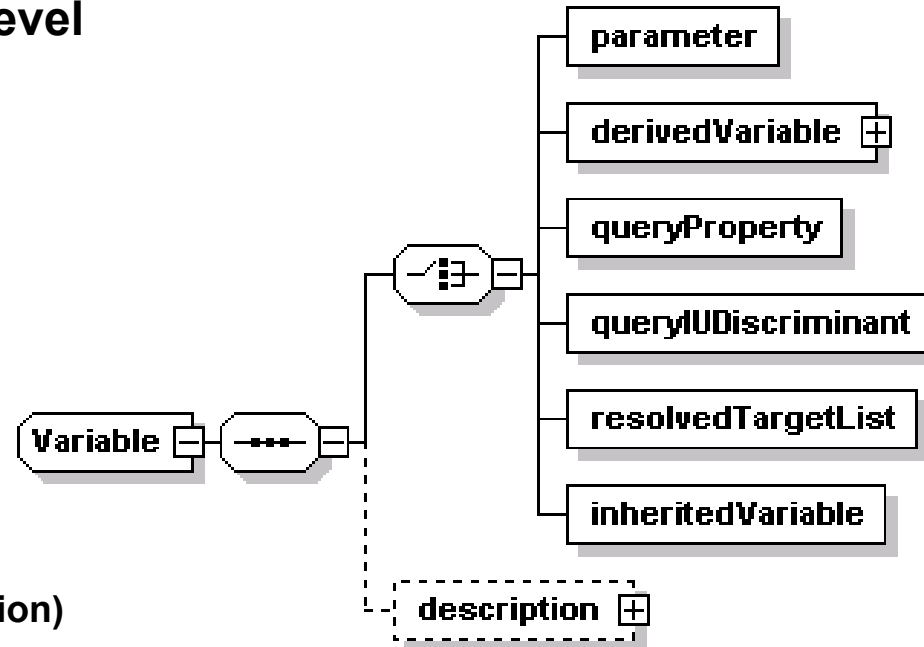 evel
parameter
derivedVariable
queryProperty
queryIUDiscriminant
resolvedTargetList
inheritedVariable
Variable
description
ion)